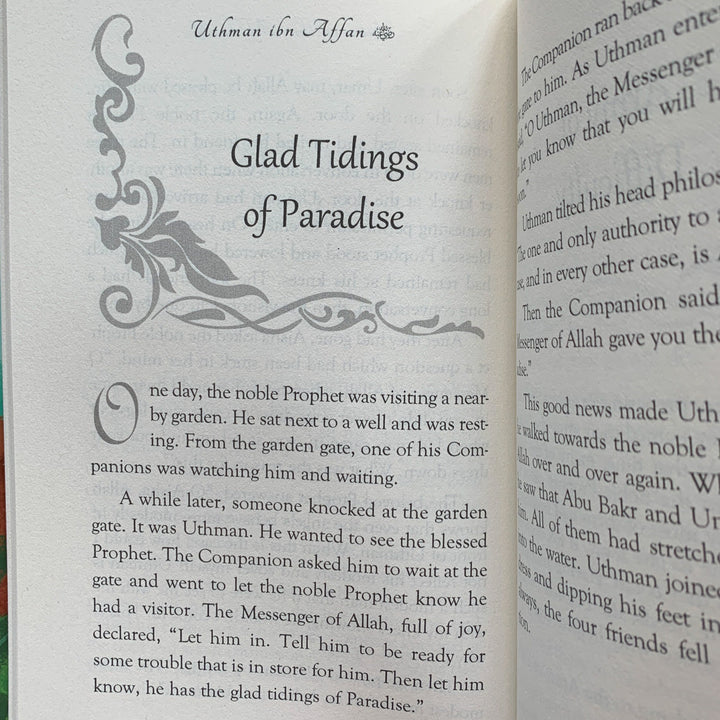 Uthman ibn Affan
Glad Tidings
of Paradise
One day, the noble Prophet was visiting a near-
by garden. He sat next to a well and was rest-
ing. From the garden gate, one of his Com-
panions was watching him and waiting.
A while later, someone knocked at the garden
gate. It was Uthman. He wanted to see the blessed
Prophet. The Companion asked him to wait at the
gate and went to let the noble Prophet know he
had a visitor. The Messenger of Allah, full of joy,
declared, “Let him in. Tell him to be ready for
some trouble that is in store for him. Then let him
know, he has the glad tidings of Paradise.”
The Companion ran back
to him. As Uthman
“O Uthman, the Messenger
let you know that you will
Uthman tilted his head
The one and only authority to
and in every other case, is
Then the Companion said
Messenger of Allah gave you the
This good news made
he walked towards the noble
Allah over and over again.
he saw that Abu Bakr and
All of them had
into the water. Uthman
and dipping his feet in
the four friends fell